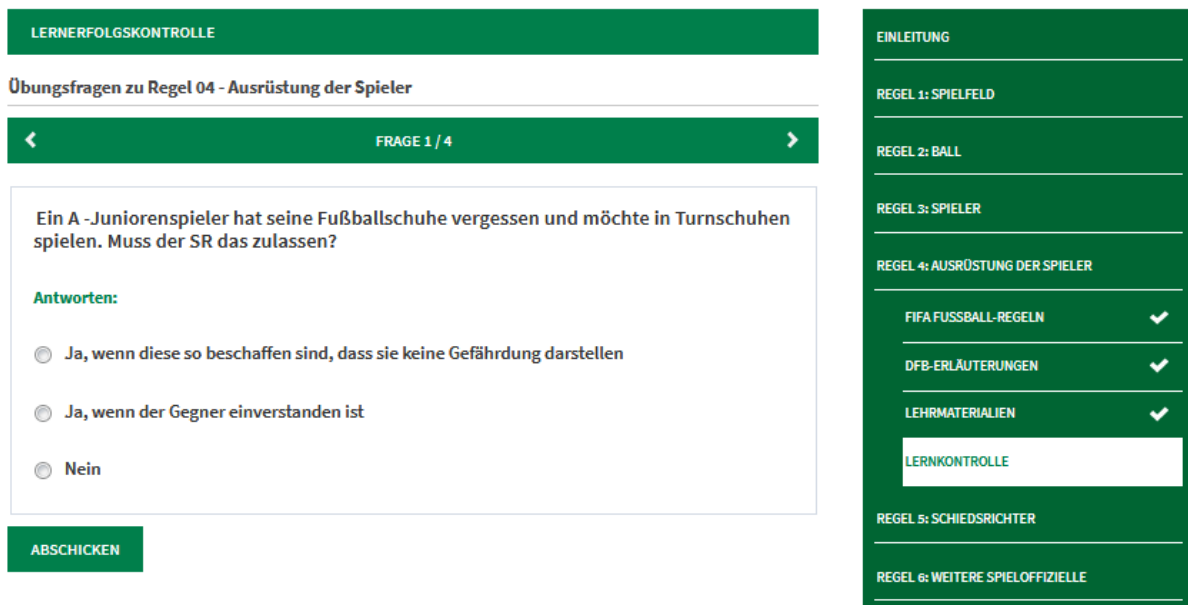 LERNERFOLGSKONTROLLE
Übungsfragen zu Regel 04 - Ausrüstung der Spieler
FRAGE 1 / 4
Ein A -Juniorenspieler hat seine Fußballschuhe vergessen und möchte in Turnschuhen
spielen. Muss der SR das zulassen?
Antworten:
Ja, wenn diese so beschaffen sind, dass sie keine Gefährdung darstellen
Ja, wenn der Gegner einverstanden ist
Nein
ABSCHICKEN
EINLEITUNG
REGEL 1: SPIELFELD
REGEL 2: BALL
REGEL 3: SPIELER
REGEL 4: AUSRÜSTUNG DER SPIELER
FIFA FUSSBALL-REGELN
DFB-ERLÄUTERUNGEN
LEHRMATERIALIEN
LERNKONTROLLE
REGEL 5: SCHIEDSRICHTER
REGEL 6: WEITERE SPIELOFFIZIELLE